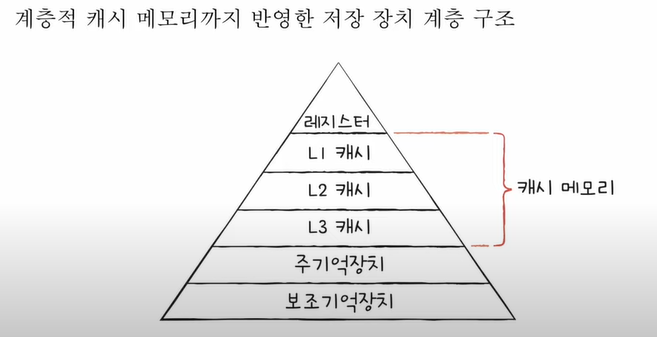 계층적 캐시 메모리까지 반영한 저장 장치 계층 구조
레지스터
L1 캐시
L2 캐시
L3 캐시
캐시 메모리
주기억장치
보조기억장치